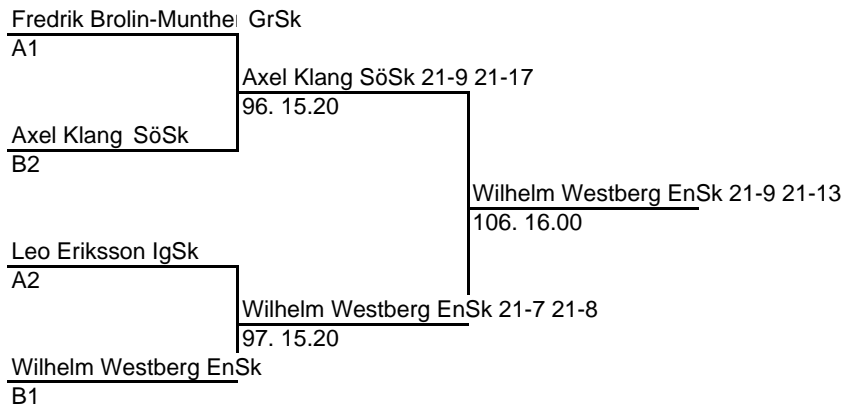 Fredrik Brolin-Munthe GrSk
A1
Axel Klang SöSk 21-9 21-17
96. 15.20
Axel Klang SöSk
B2
Wilhelm Westberg EnSk 21-9 21-13
106. 16.00
Leo Eriksson IgSk
A2
Wilhelm Westberg EnSk 21-7 21-8
97. 15.20
Wilhelm Westberg EnSk
B1